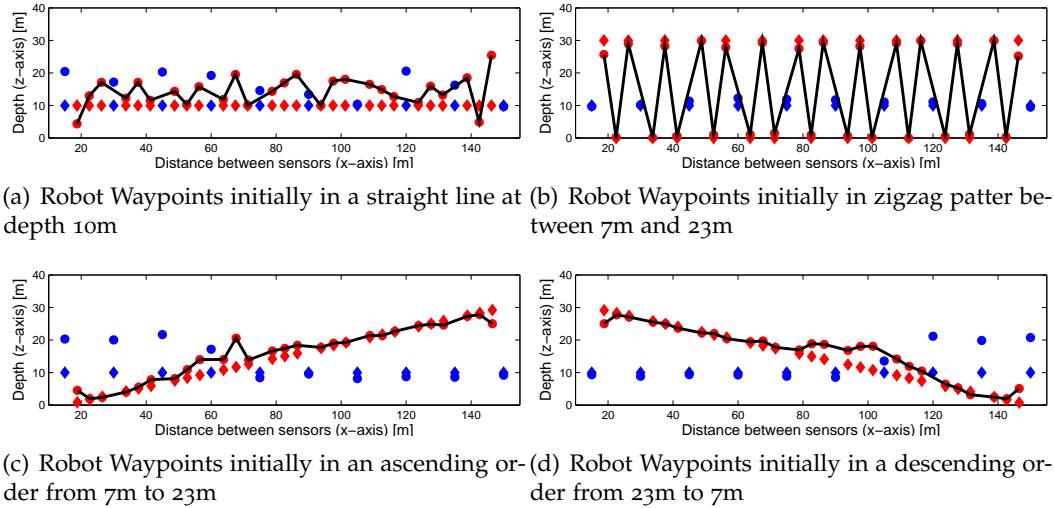 40
30
20
10
0
Depth (z−axis) [m]
20 40 60 80 100 120 140
Distance between sensors (x−axis) [m]
(a) Robot Waypoints initially in a straight line at
depth 10m
40
30
20
10
0
Depth (z−axis) [m]
20 40 60 80 100 120 140
Distance between sensors (x−axis) [m]
(b) Robot Waypoints initially in zigzag patter be-
tween 7m and 23m
40
30
20
10
0
Depth (z−axis) [m]
20 40 60 80 100 120 140
Distance between sensors (x−axis) [m]
(c) Robot Waypoints initially in an ascending or-
der from 7m to 23m
40
30
20
10
0
Depth (z−axis) [m]
20 40 60 80 100 120 140
Distance between sensors (x−axis) [m]
(d) Robot Waypoints initially in a descending or-
der from 23m to 7m